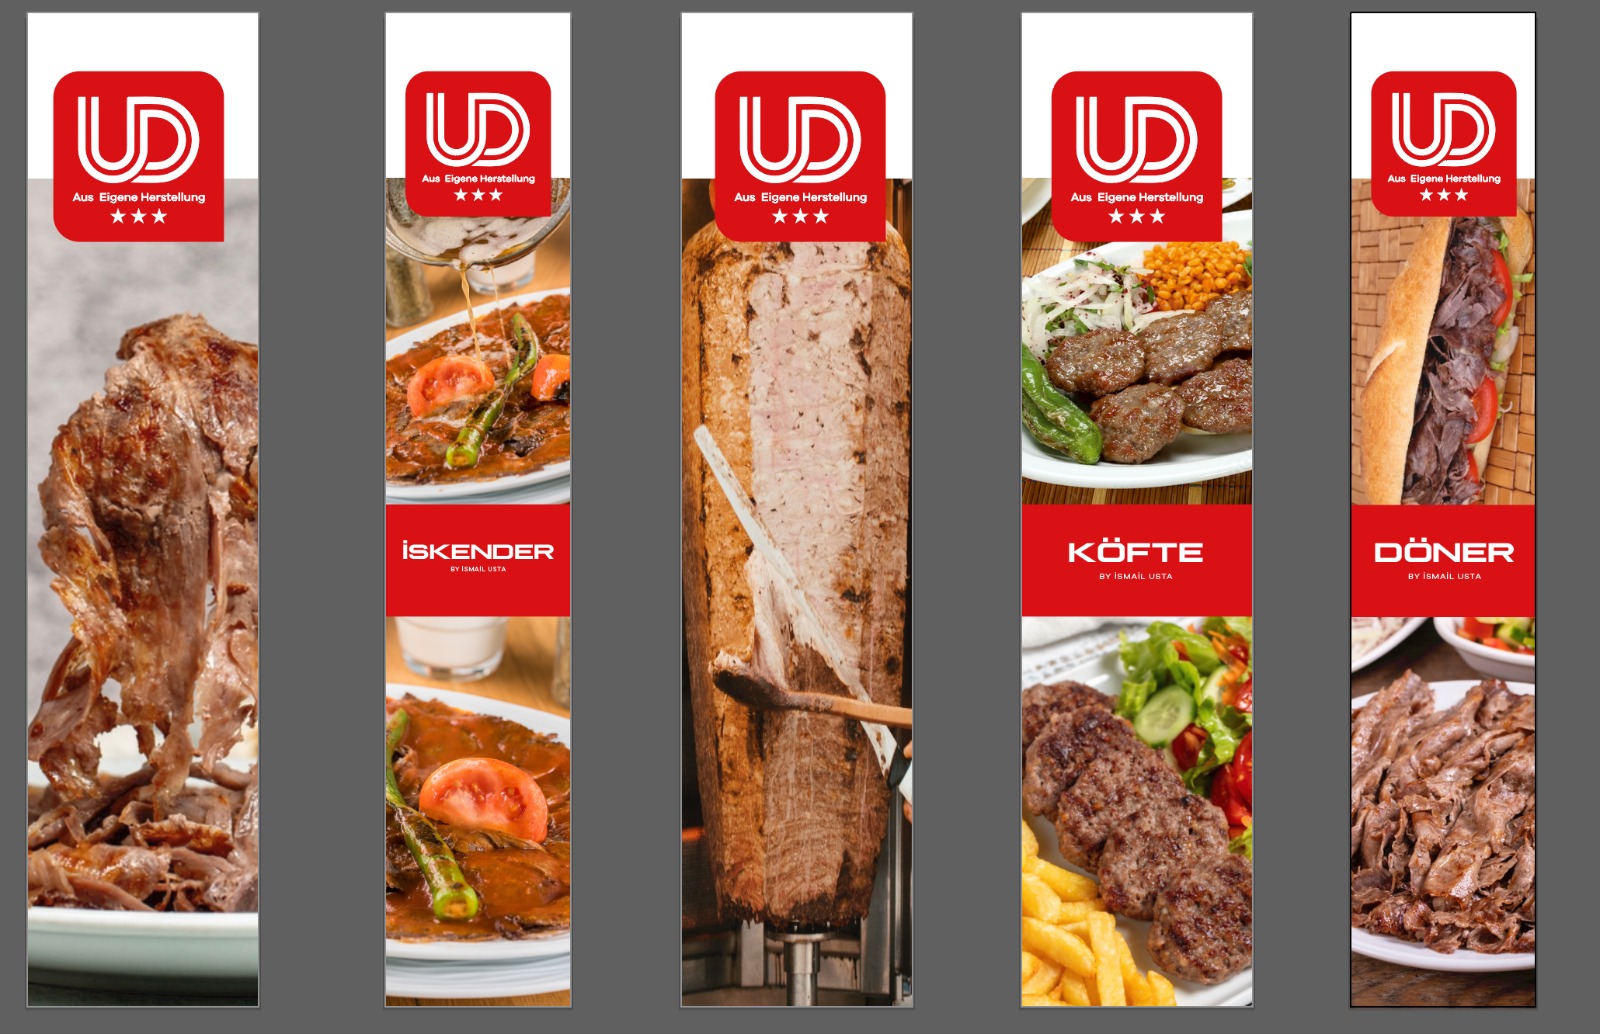 UD
Aus Eigene Herstellung
UD
Aus Eigene Herstellung
İSKENDER
BY İSMAİL USTA
UD
Aus Eigene Herstellung
UD
Aus Eigene Herstellung
KÖFTE
BY İSMAİL USTA
UD
Aus Eigene Herstellung
DÖNER
BY İSMAİL USTA